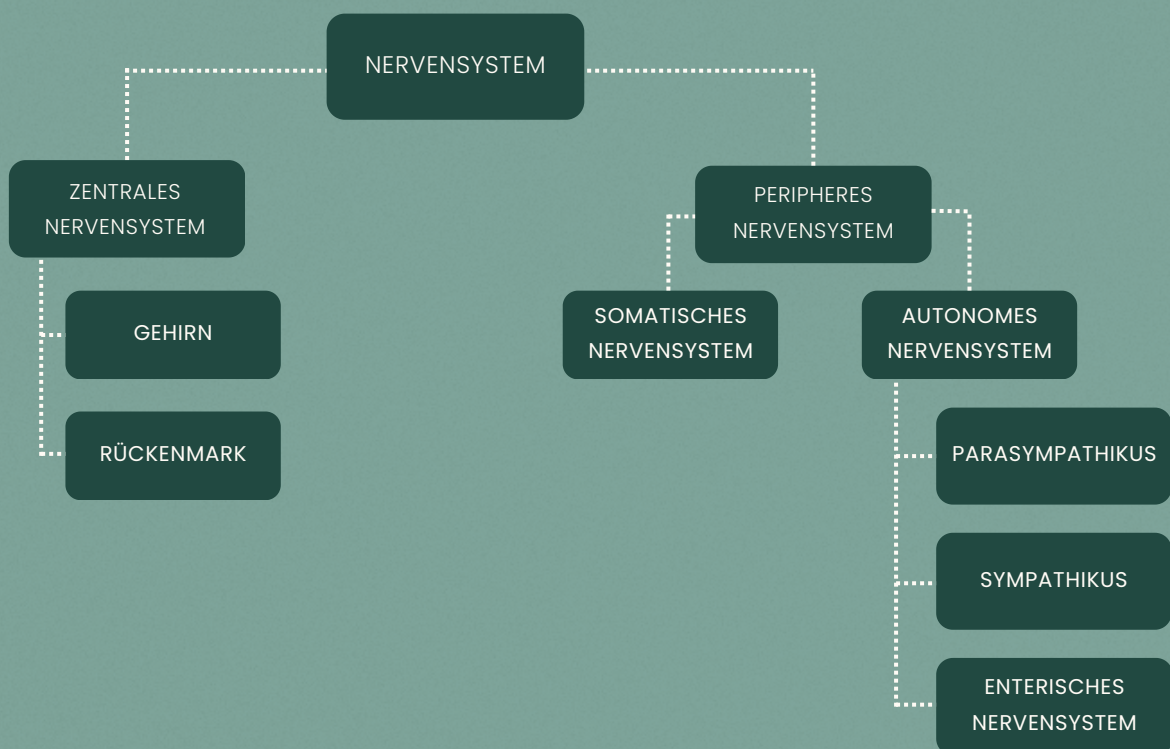 NERVENSYSTEM
ZENTRALES
NERVENSYSTEM
PERIPHERES
NERVENSYSTEM
GEHIRN
RÜCKENMARK
SOMATISCHES
NERVENSYSTEM
AUTONOMES
NERVENSYSTEM
PARASYMPATHIKUS
SYMPATHIKUS
ENTERISCHES
NERVENSYSTEM